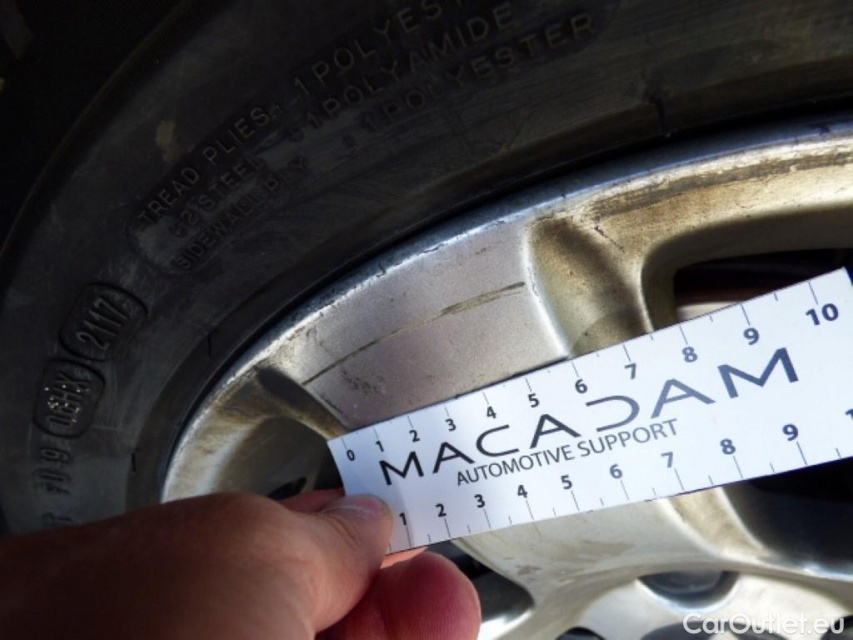 TREAD PLIES: 1 POLYESTER
2 STEEL 1 POLYAMIDE
SIDEWALL PLY 1 POLYESTER
2117
0 1 2 3 4 5 6 7 8 9 10
MACADAM
AUTOMOTIVE SUPPORT
1 2 3 4 5 6 7 8 9
CarOutlet.eu